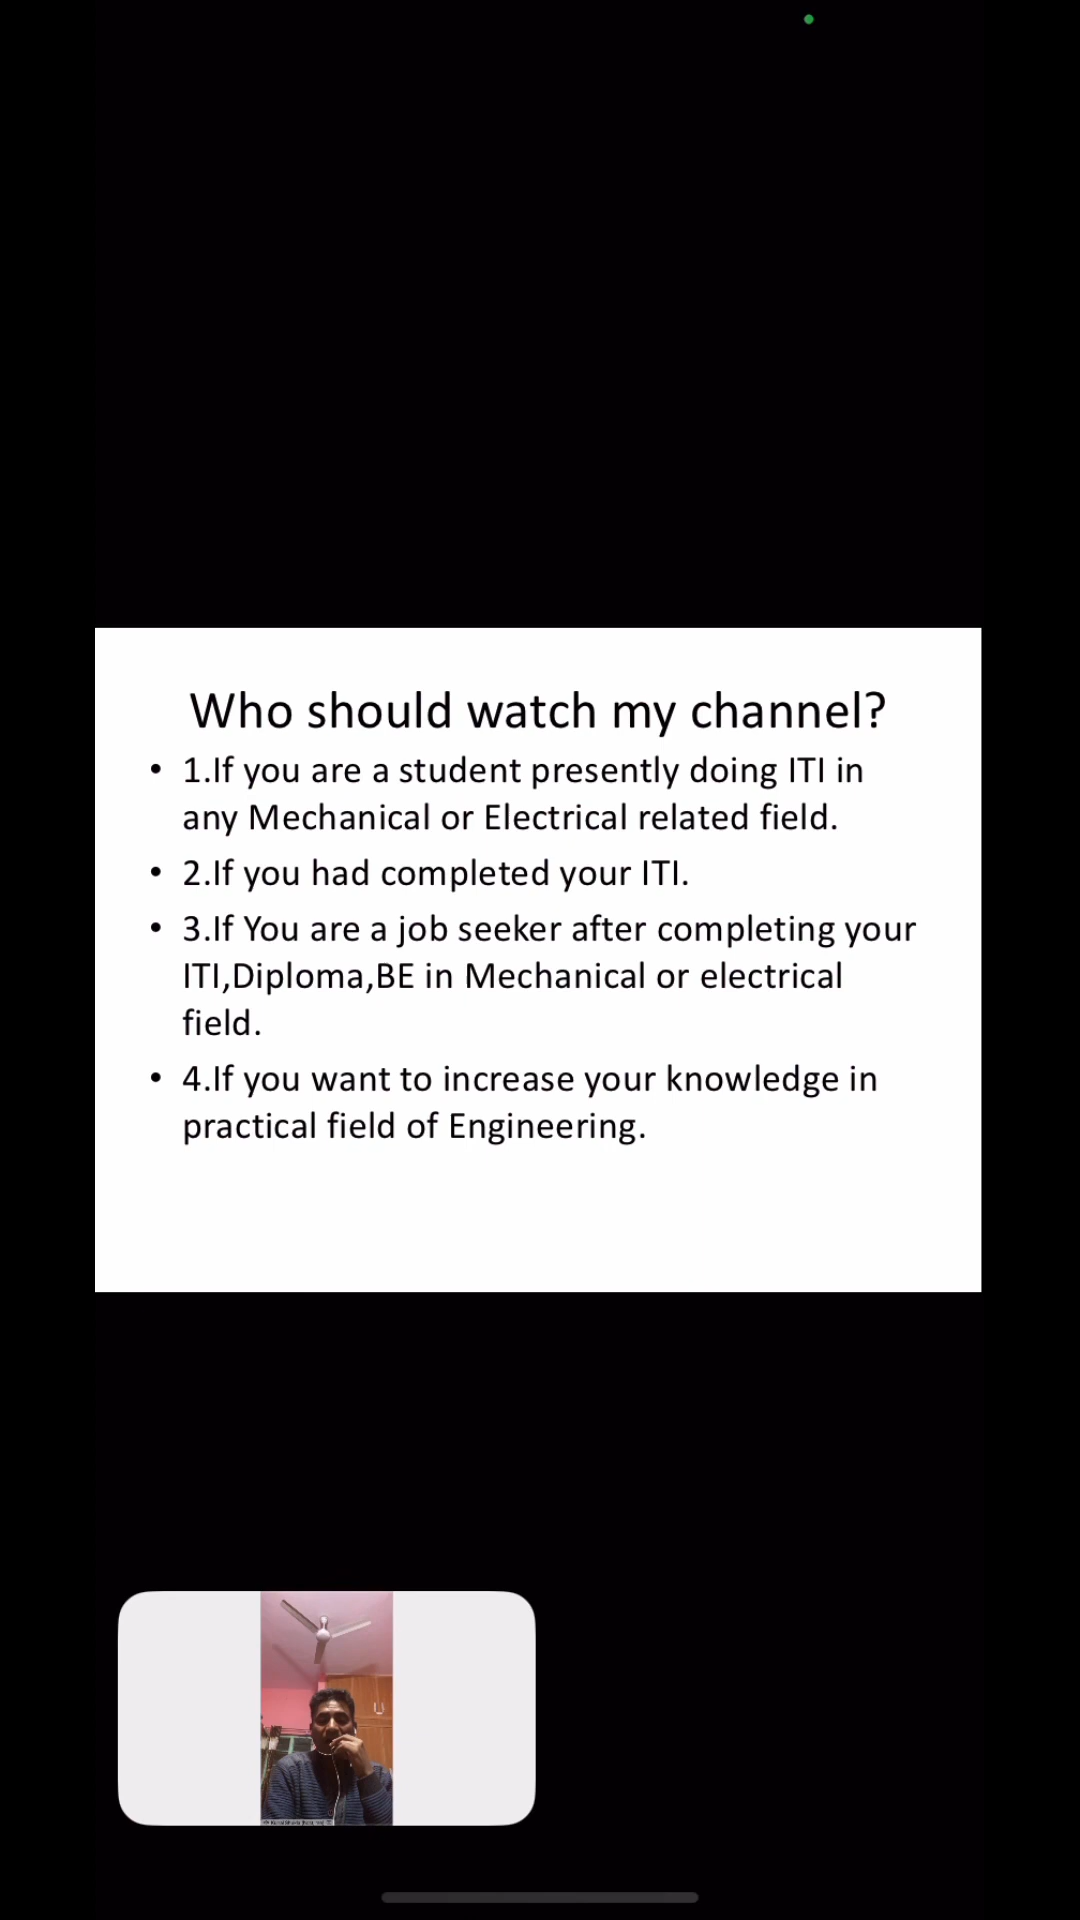 Who should watch my channel?
• 1.If you are a student presently doing ITI in
any Mechanical or Electrical related field.
• 2.If you had completed your ITI.
• 3.If You are a job seeker after completing your
ITI,Diploma,BE in Mechanical or electrical
field.
• 4.If you want to increase your knowledge in
practical field of Engineering.